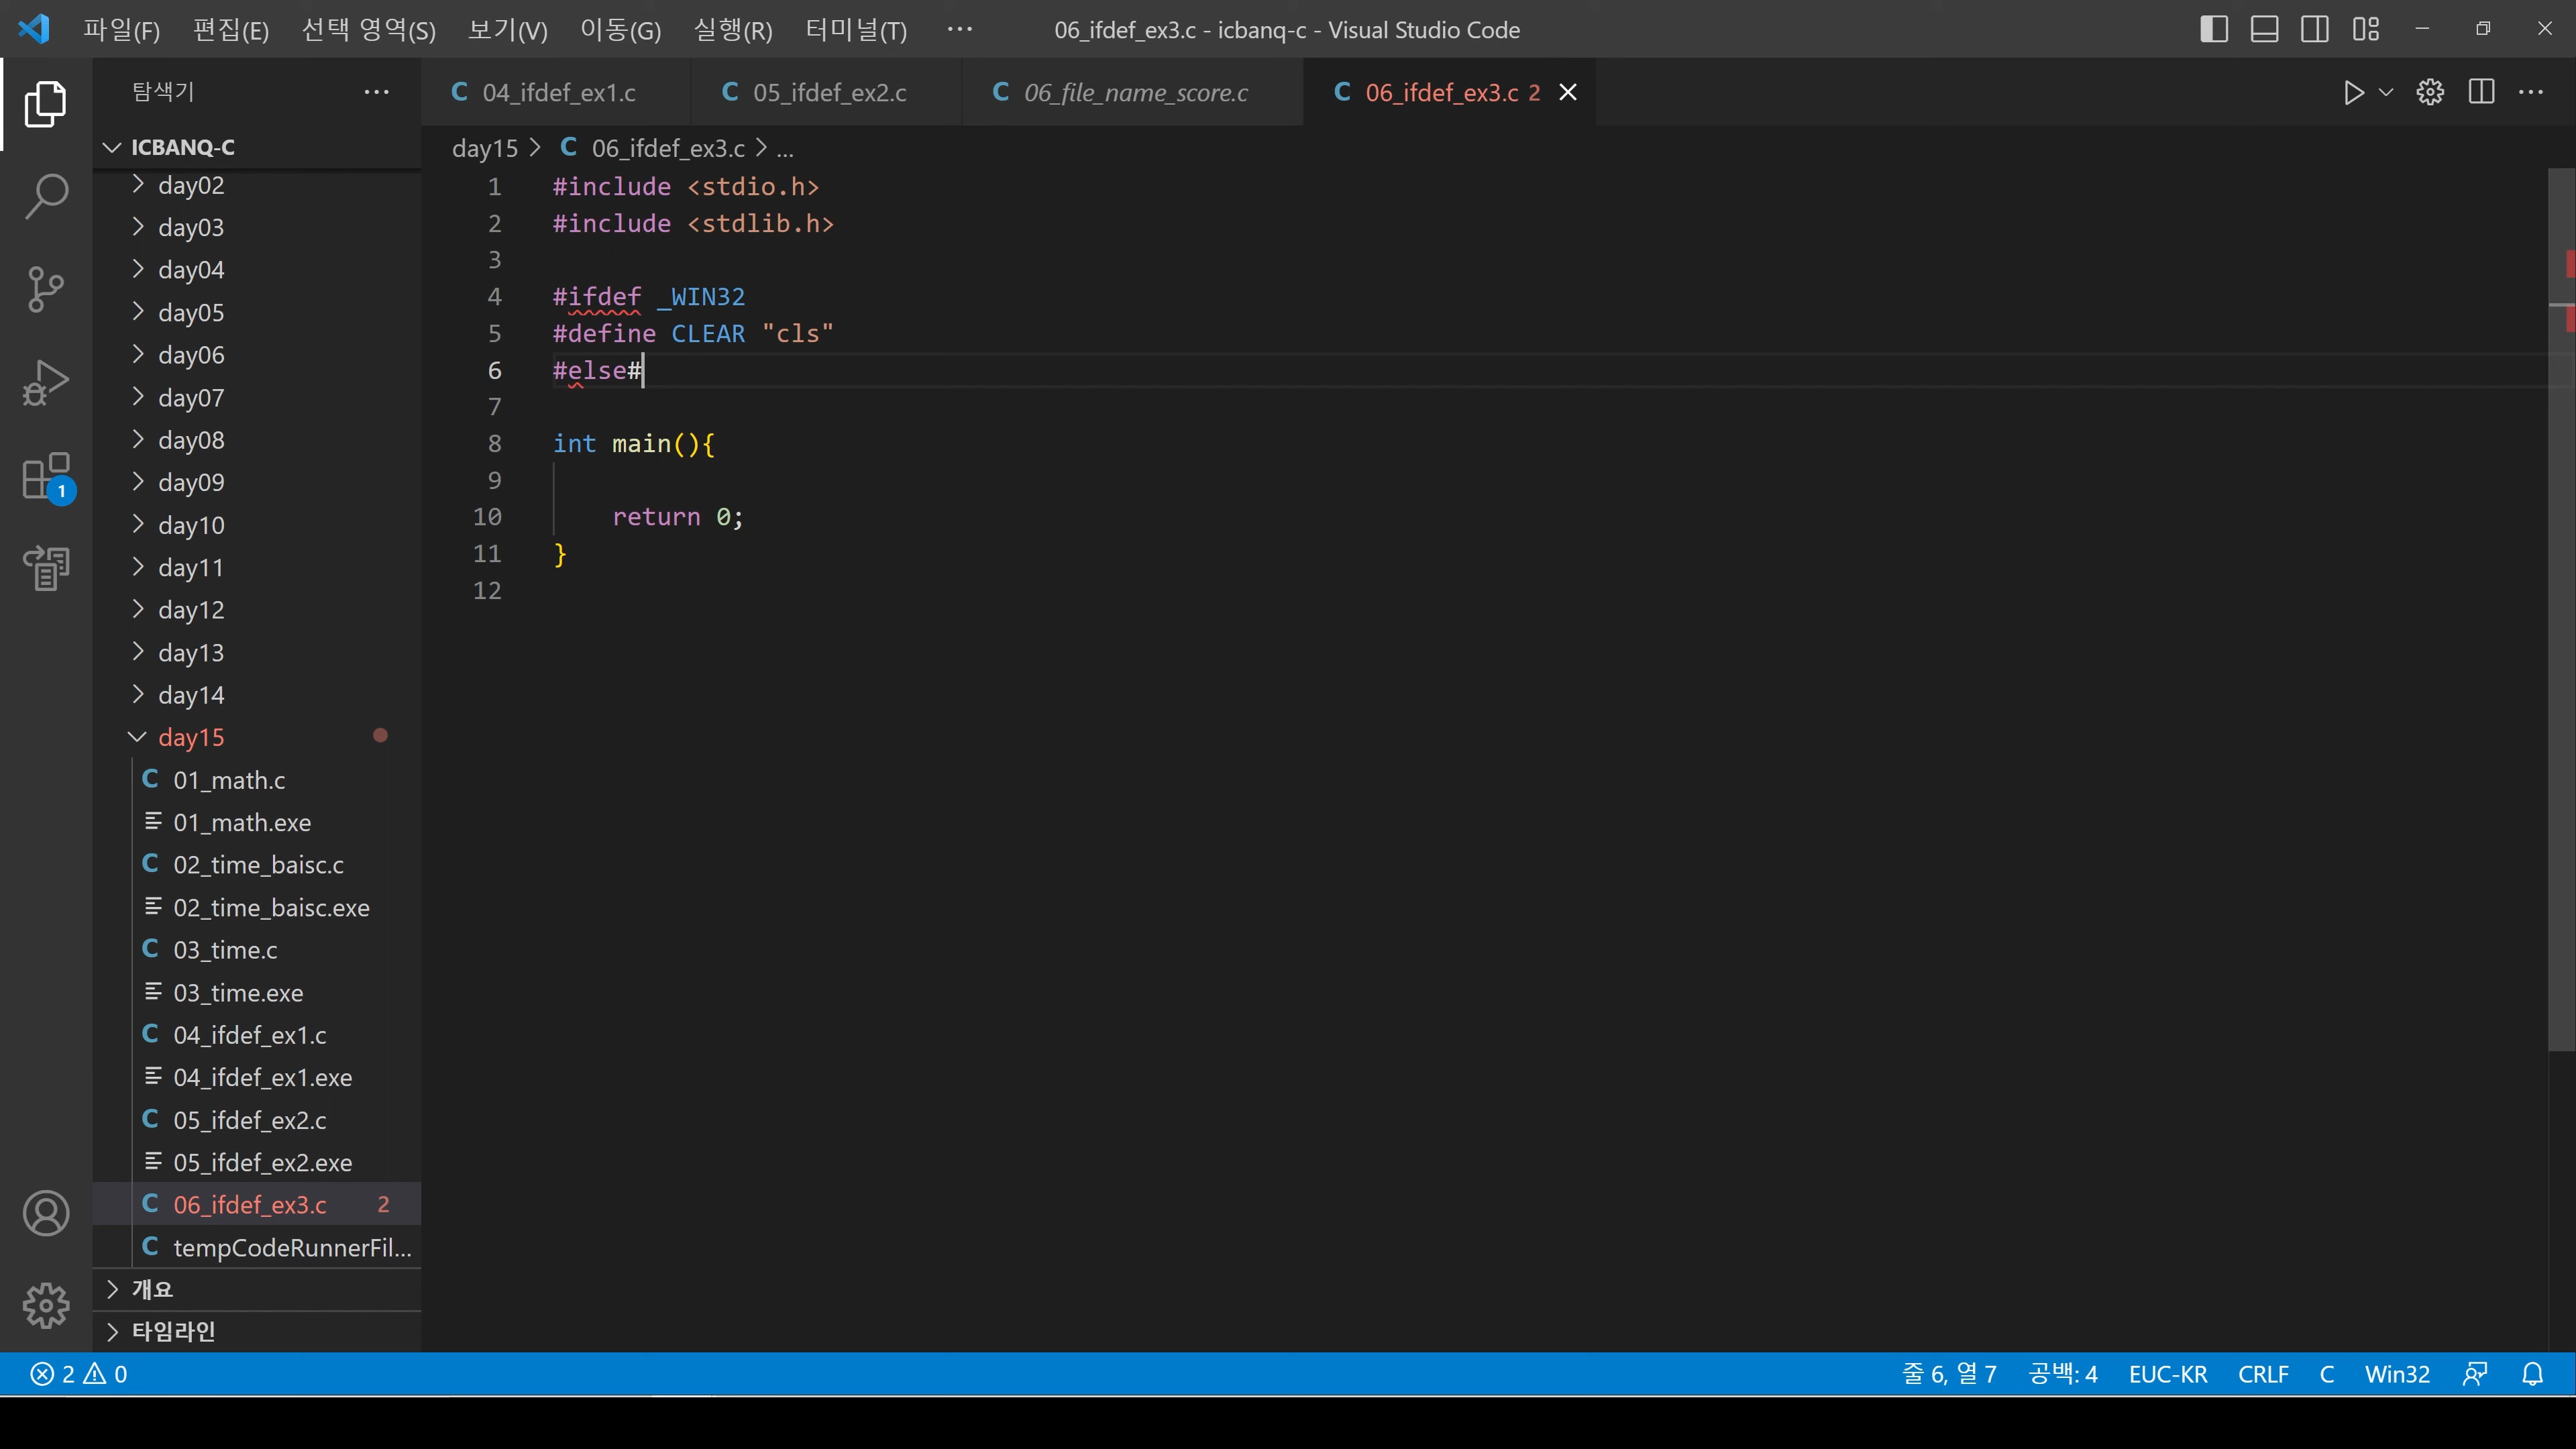 파일(F) 편집(E) 선택 영역(S) 보기(V) 이동(G) 실행(R) 터미널(T) ··· 06_ifdef_ex3.c - icbanq-c - Visual Studio Code
탐색기 ···
04_ifdef_ex1.c 05_ifdef_ex2.c 06_file_name_score.c 06_ifdef_ex3.c 2
ICBANQ-C
day02
day03
day04
day05
day06
day07
day08
day09
day10
day11
day12
day13
day14
day15
01_math.c
01_math.exe
02_time_baisc.c
02_time_baisc.exe
03_time.c
03_time.exe
04_ifdef_ex1.c
04_ifdef_ex1.exe
05_ifdef_ex2.c
05_ifdef_ex2.exe
06_ifdef_ex3.c 2
tempCodeRunnerFil...
개요
타임라인
1
day15 > C 06_ifdef_ex3.c > ...
1 #include <stdio.h>
2 #include <stdlib.h>
3
4 #ifdef _WIN32
5 #define CLEAR "cls"
6 #else#
7
8 int main(){
9
10 return 0;
11 }
12
2 0 줄 6, 열 7 공백: 4 EUC-KR CRLF C Win32